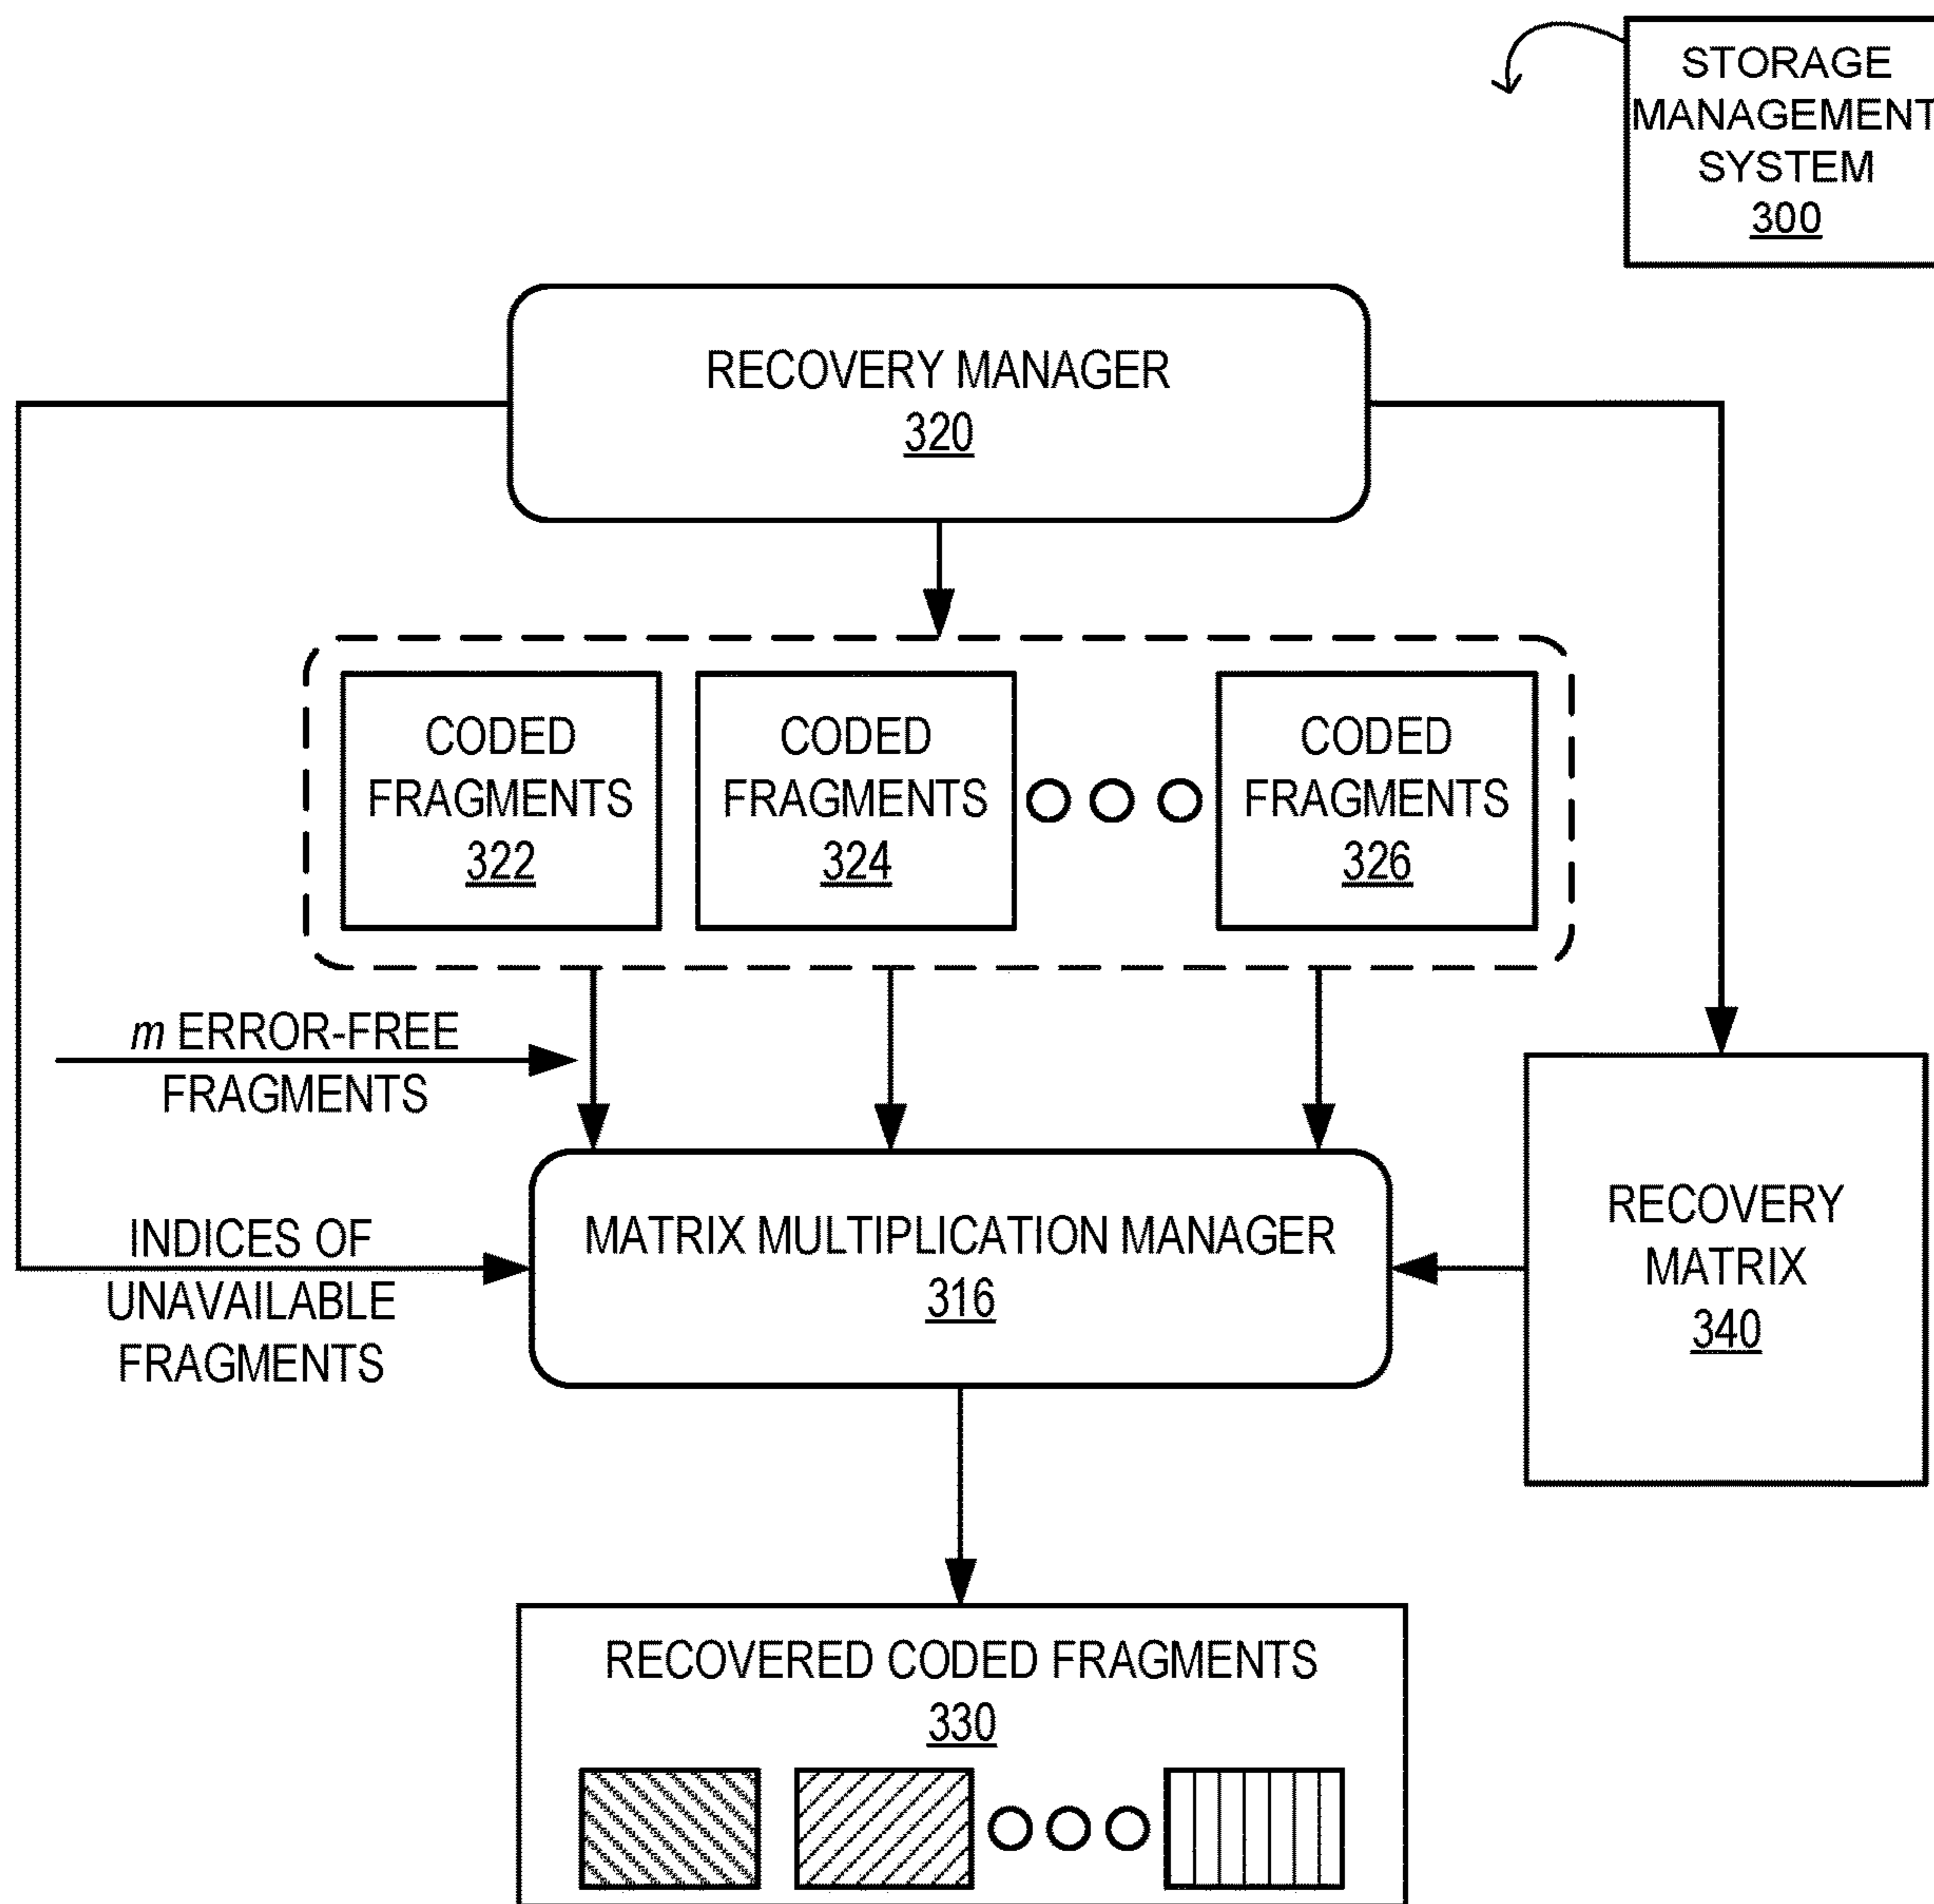 STORAGE
MANAGEMENT
SYSTEM
300
RECOVERY MANAGER
320
CODED
FRAGMENTS
322
CODED
FRAGMENTS
324
CODED
FRAGMENTS
326
m ERROR-FREE
FRAGMENTS
INDICES OF
UNAVAILABLE
FRAGMENTS
MATRIX MULTIPLICATION MANAGER
316
RECOVERY
MATRIX
340
RECOVERED CODED FRAGMENTS
330